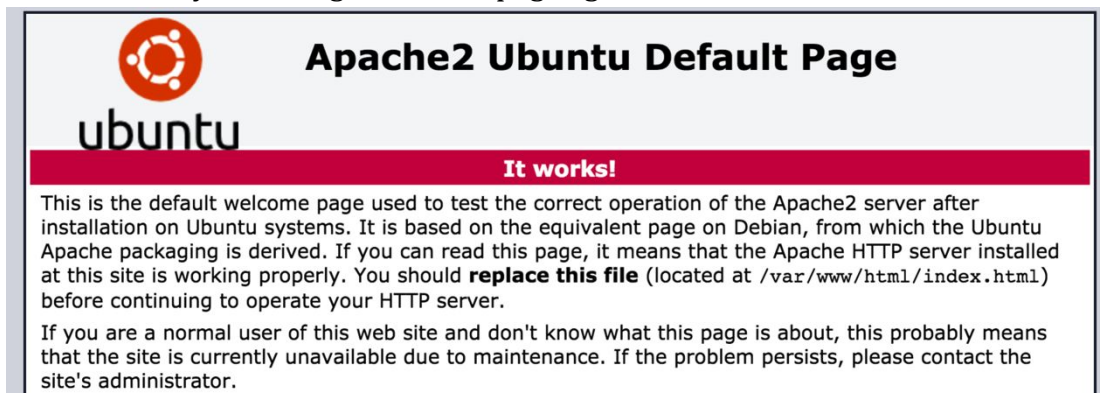 Apache2 Ubuntu Default Page
ubuntu
It works!
This is the default welcome page used to test the correct operation of the Apache2 server after
installation on Ubuntu systems. It is based on the equivalent page on Debian, from which the Ubuntu
Apache packaging is derived. If you can read this page, it means that the Apache HTTP server installed
at this site is working properly. You should replace this file (located at /var/www/html/index.html)
before continuing to operate your HTTP server.
If you are a normal user of this web site and don't know what this page is about, this probably means
that the site is currently unavailable due to maintenance. If the problem persists, please contact the
site's administrator.